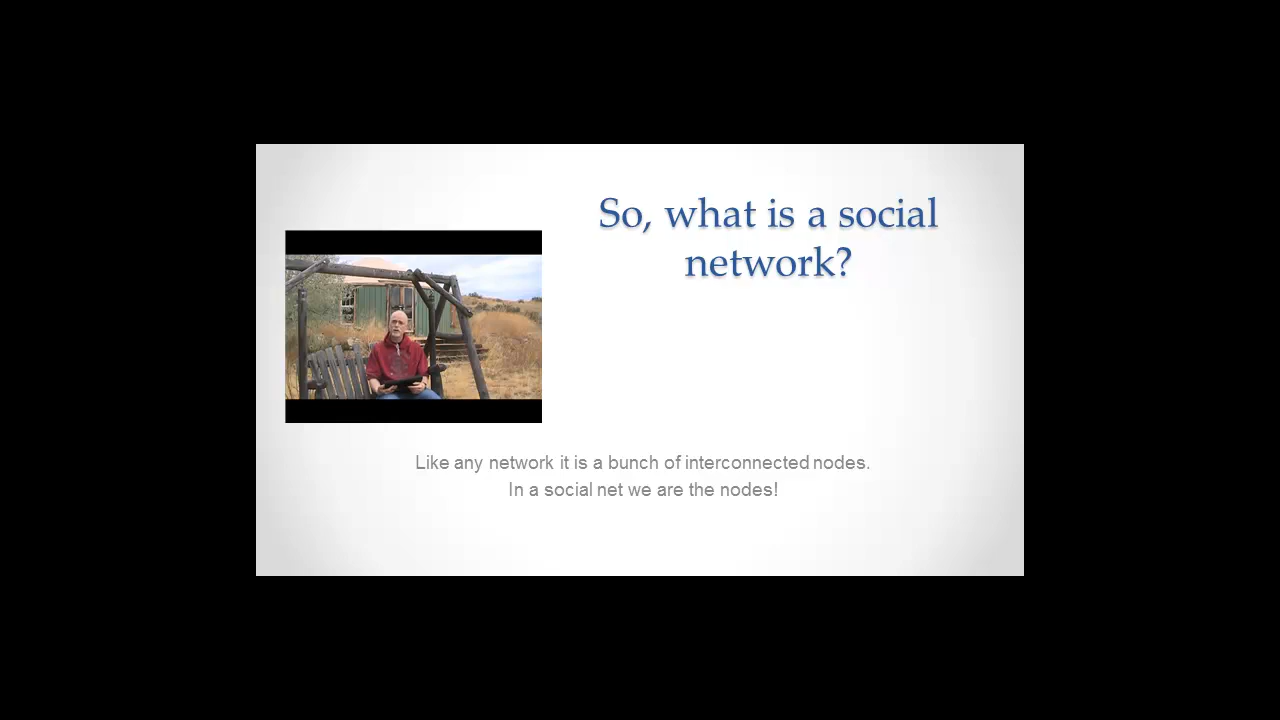 So, what is a social
network?
Like any network it is a bunch of interconnected nodes.
In a social net we are the nodes!